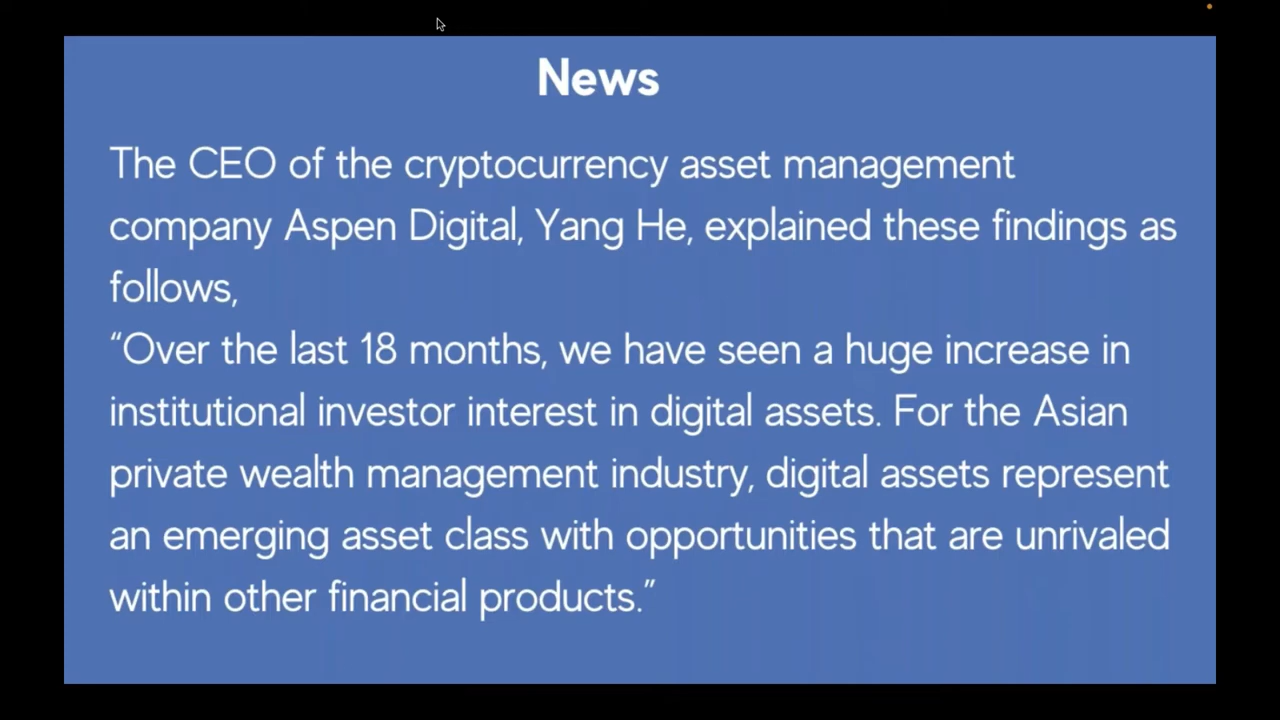 News
The CEO of the cryptocurrency asset management
company Aspen Digital, Yang He, explained these findings as
follows,
“Over the last 18 months, we have seen a huge increase in
institutional investor interest in digital assets. For the Asian
private wealth management industry, digital assets represent
an emerging asset class with opportunities that are unrivaled
within other financial products.”